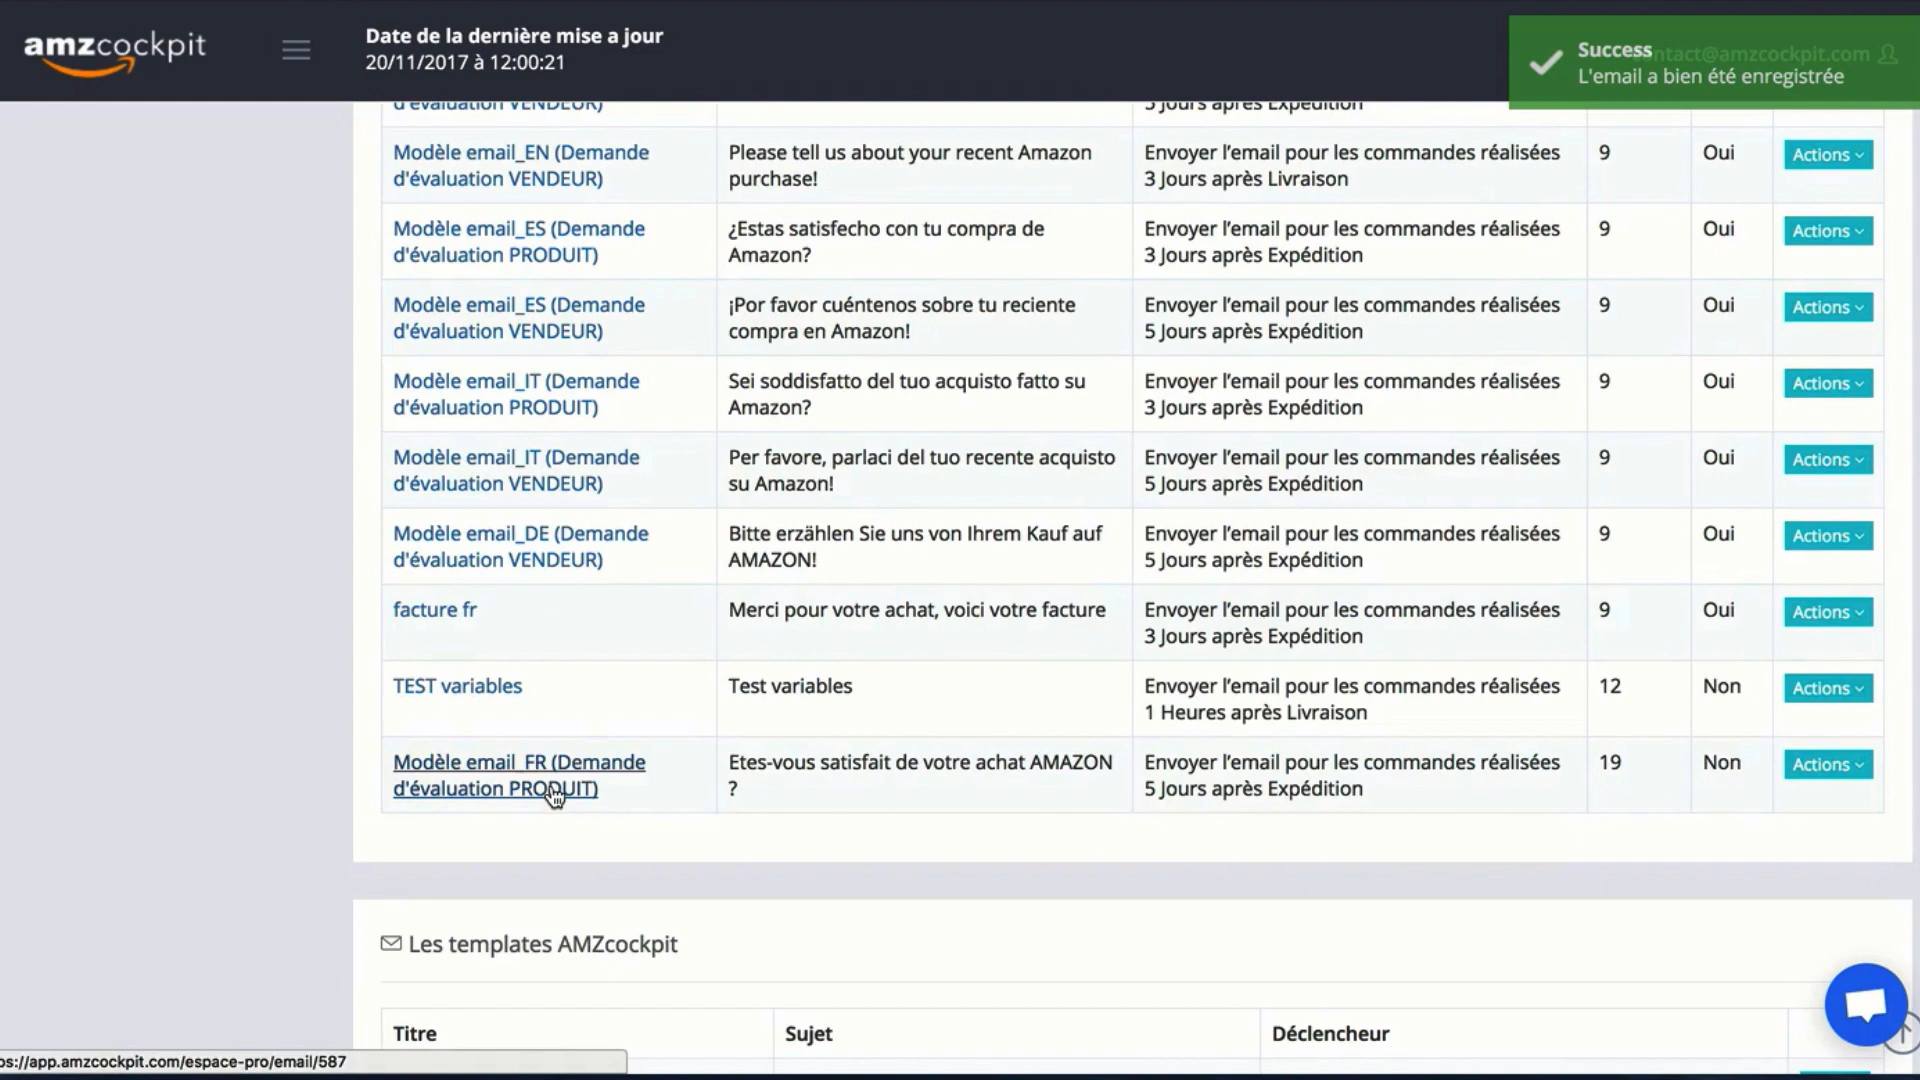 amzcockpit
Date de la dernière mise a jour
20/11/2017 à 12:00:21
Success
contact@amzcockpit.com
L'email a bien été enregistrée
d'évaluation VENDEUR)
5 Jours après Expédition
Modèle email_EN (Demande
d'évaluation VENDEUR)
Please tell us about your recent Amazon
purchase!
Envoyer l’email pour les commandes réalisées
3 Jours après Livraison
9
Oui
Actions
Modèle email_ES (Demande
d'évaluation PRODUIT)
¿Estas satisfecho con tu compra de
Amazon?
Envoyer l’email pour les commandes réalisées
3 Jours après Expédition
9
Oui
Actions
Modèle email_ES (Demande
d'évaluation VENDEUR)
¡Por favor cuéntenos sobre tu reciente
compra en Amazon!
Envoyer l’email pour les commandes réalisées
5 Jours après Expédition
9
Oui
Actions
Modèle email_IT (Demande
d'évaluation PRODUIT)
Sei soddisfatto del tuo acquisto fatto su
Amazon?
Envoyer l’email pour les commandes réalisées
3 Jours après Expédition
9
Oui
Actions
Modèle email_IT (Demande
d'évaluation VENDEUR)
Per favore, parlaci del tuo recente acquisto
su Amazon!
Envoyer l’email pour les commandes réalisées
5 Jours après Expédition
9
Oui
Actions
Modèle email_DE (Demande
d'évaluation VENDEUR)
Bitte erzählen Sie uns von Ihrem Kauf auf
AMAZON!
Envoyer l’email pour les commandes réalisées
5 Jours après Expédition
9
Oui
Actions
facture fr
Merci pour votre achat, voici votre facture
Envoyer l’email pour les commandes réalisées
3 Jours après Expédition
9
Oui
Actions
TEST variables
Test variables
Envoyer l’email pour les commandes réalisées
1 Heures après Livraison
12
Non
Actions
Modèle email_FR (Demande
d'évaluation PRODUIT)
Etes-vous satisfait de votre achat AMAZON
?
Envoyer l’email pour les commandes réalisées
5 Jours après Expédition
19
Non
Actions
Les templates AMZcockpit
Titre
Sujet
Déclencheur
ps://app.amzcockpit.com/espace-pro/email/587